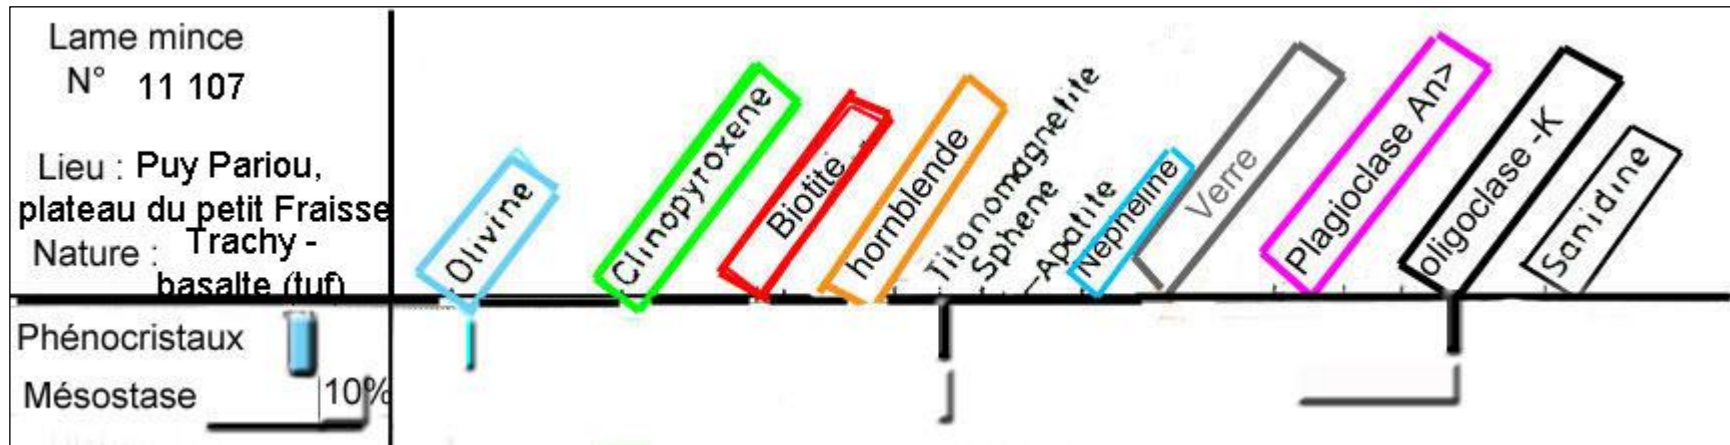 Lame mince
N° 11 107
Lieu : Puy Pariou,
plateau du petit Fraisse
Nature : Trachy -
basalte (tuf)
Olivine
Clinopyroxene
Biotite
hornblende
Titanomagnetite
Sphene
Apatite
Nepheline
Verre
Plagioclase An>
oligoclase -K
Sanidine
Phénocristaux
Mésostase 10%